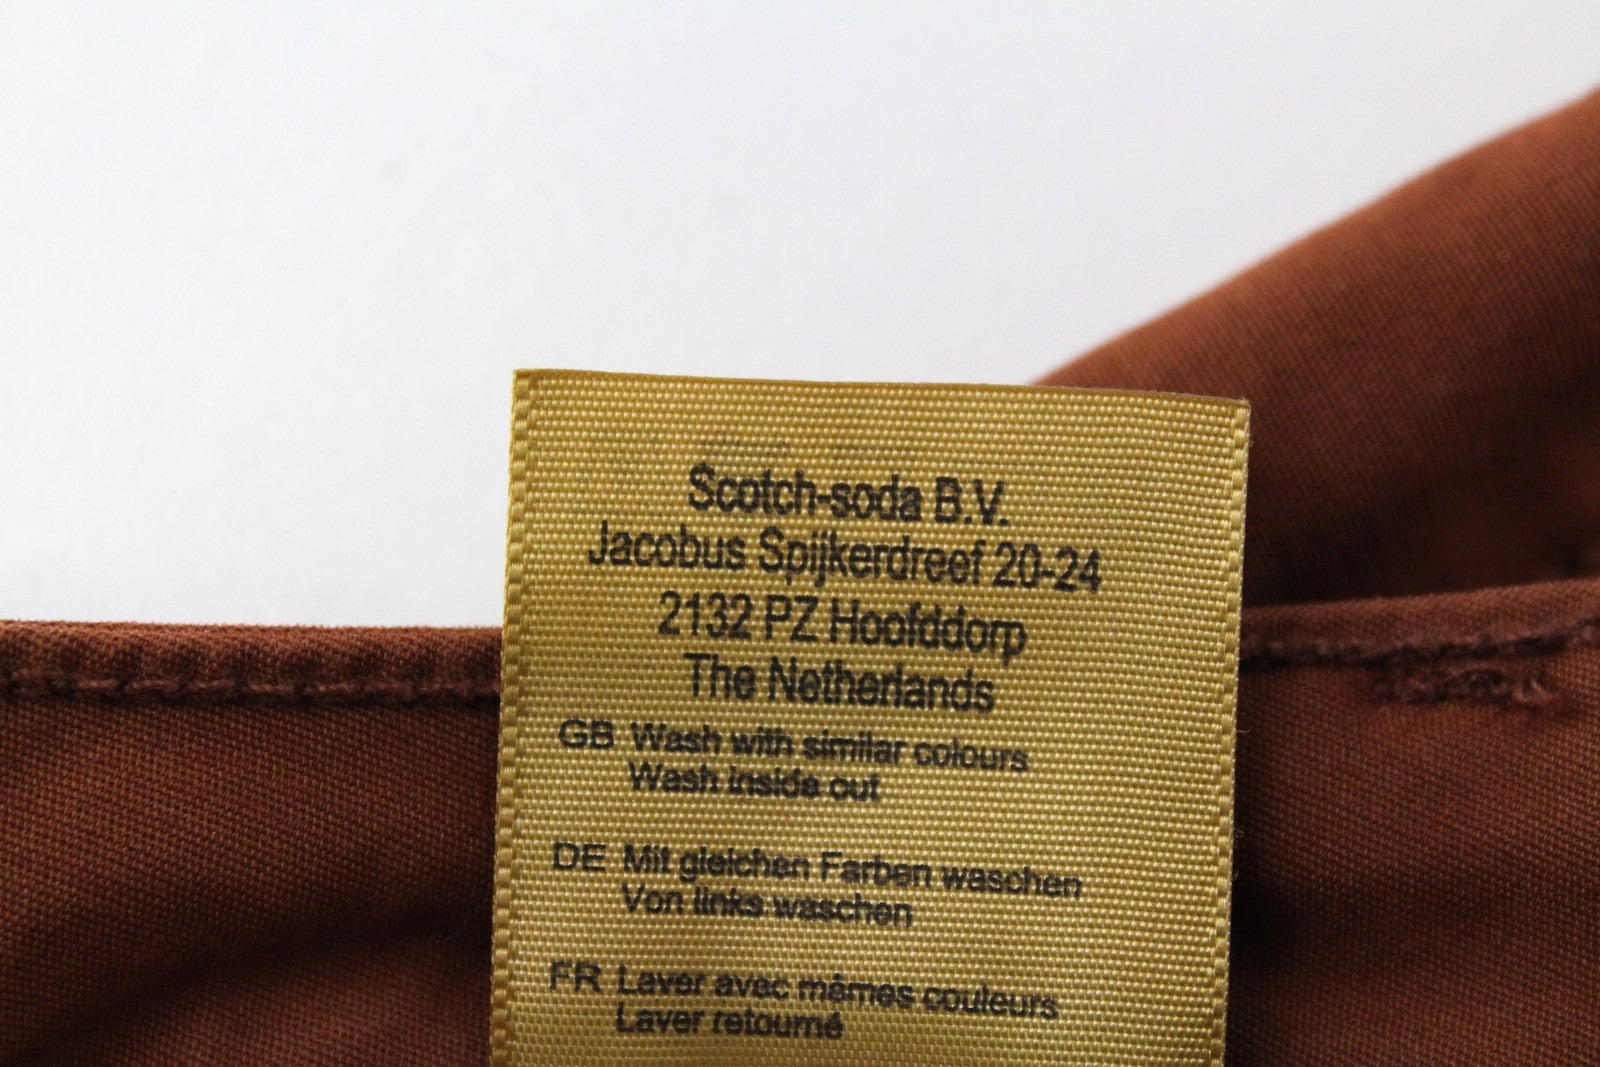 Scotch-soda B.V.
Jacobus Spijkerdreef 20-24
2132 PZ Hoofddorp
The Netherlands
GB Wash with similar colours
Wash inside out
DE Mit gleichen Farben waschen
Von links waschen
FR Laver avec mêmes couleurs
Laver retourné